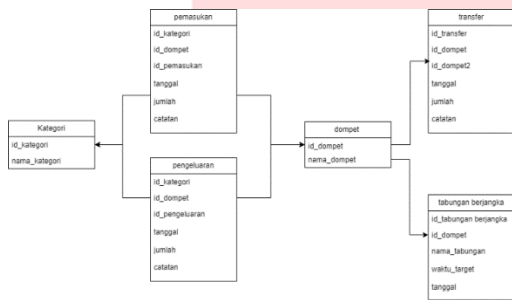 pemasukan
id_kategori
id_dompet
id_pemasukan
tanggal
jumlah
catatan
transfer
id_transfer
id_dompet
id_dompet2
tanggal
jumlah
catatan
Kategori
id_kategori
nama_kategori
dompet
id_dompet
nama_dompet
pengeluaran
id_kategori
id_dompet
id_pengeluaran
tanggal
jumlah
catatan
tabungan berjangka
id_tabungan berjangka
id_dompet
nama_tabungan
waktu_target
tanggal